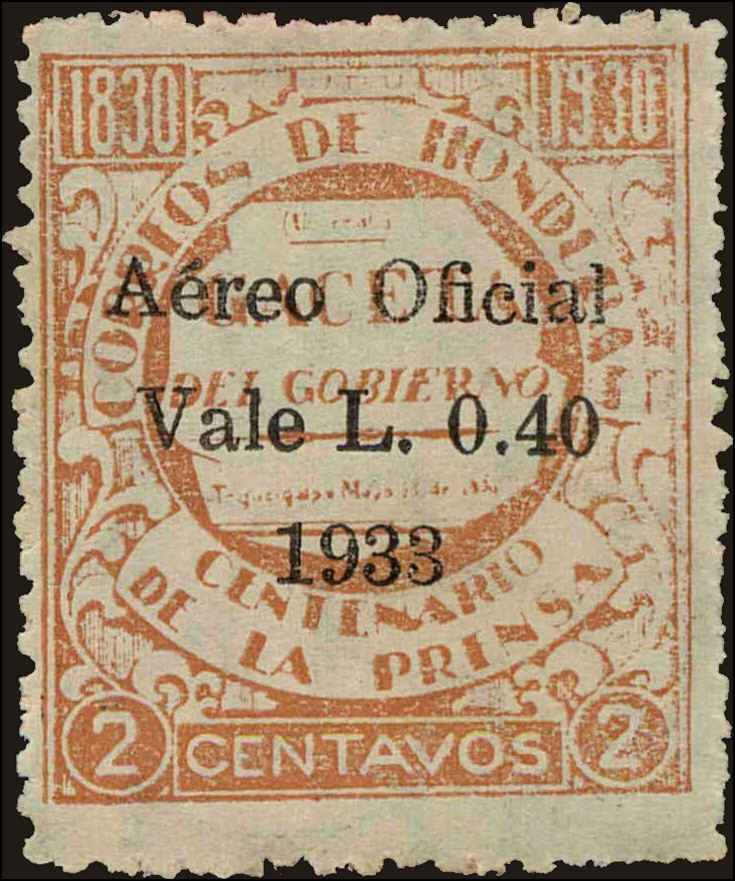 1830 1930
CORREOS DE HONDURAS
GACETA
Aéreo Oficial
DEL GOBIERNO
Vale L. 0.40
1933
CENTENARIO
DE LA PRENSA
2 CENTAVOS 2